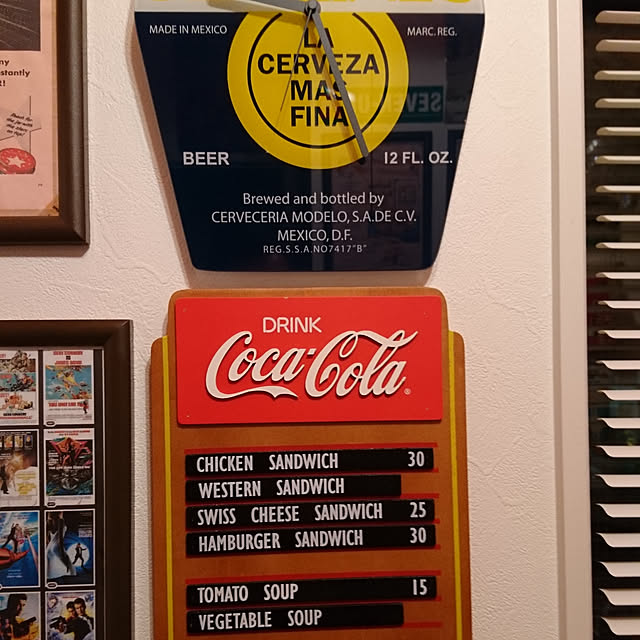 MADE IN MEXICO
MARC. REG.
LA
CERVEZA
MAS
FINA
BEER
12 FL. OZ.
Brewed and bottled by
CERVECERIA MODELO, S.A. DE C.V.
MEXICO, D.F.
REG. S.S.A. NO7417 "B"
DRINK
Coca-Cola®
CHICKEN SANDWICH 30
WESTERN SANDWICH
SWISS CHEESE SANDWICH 25
HAMBURGER SANDWICH 30
TOMATO SOUP 15
VEGETABLE SOUP